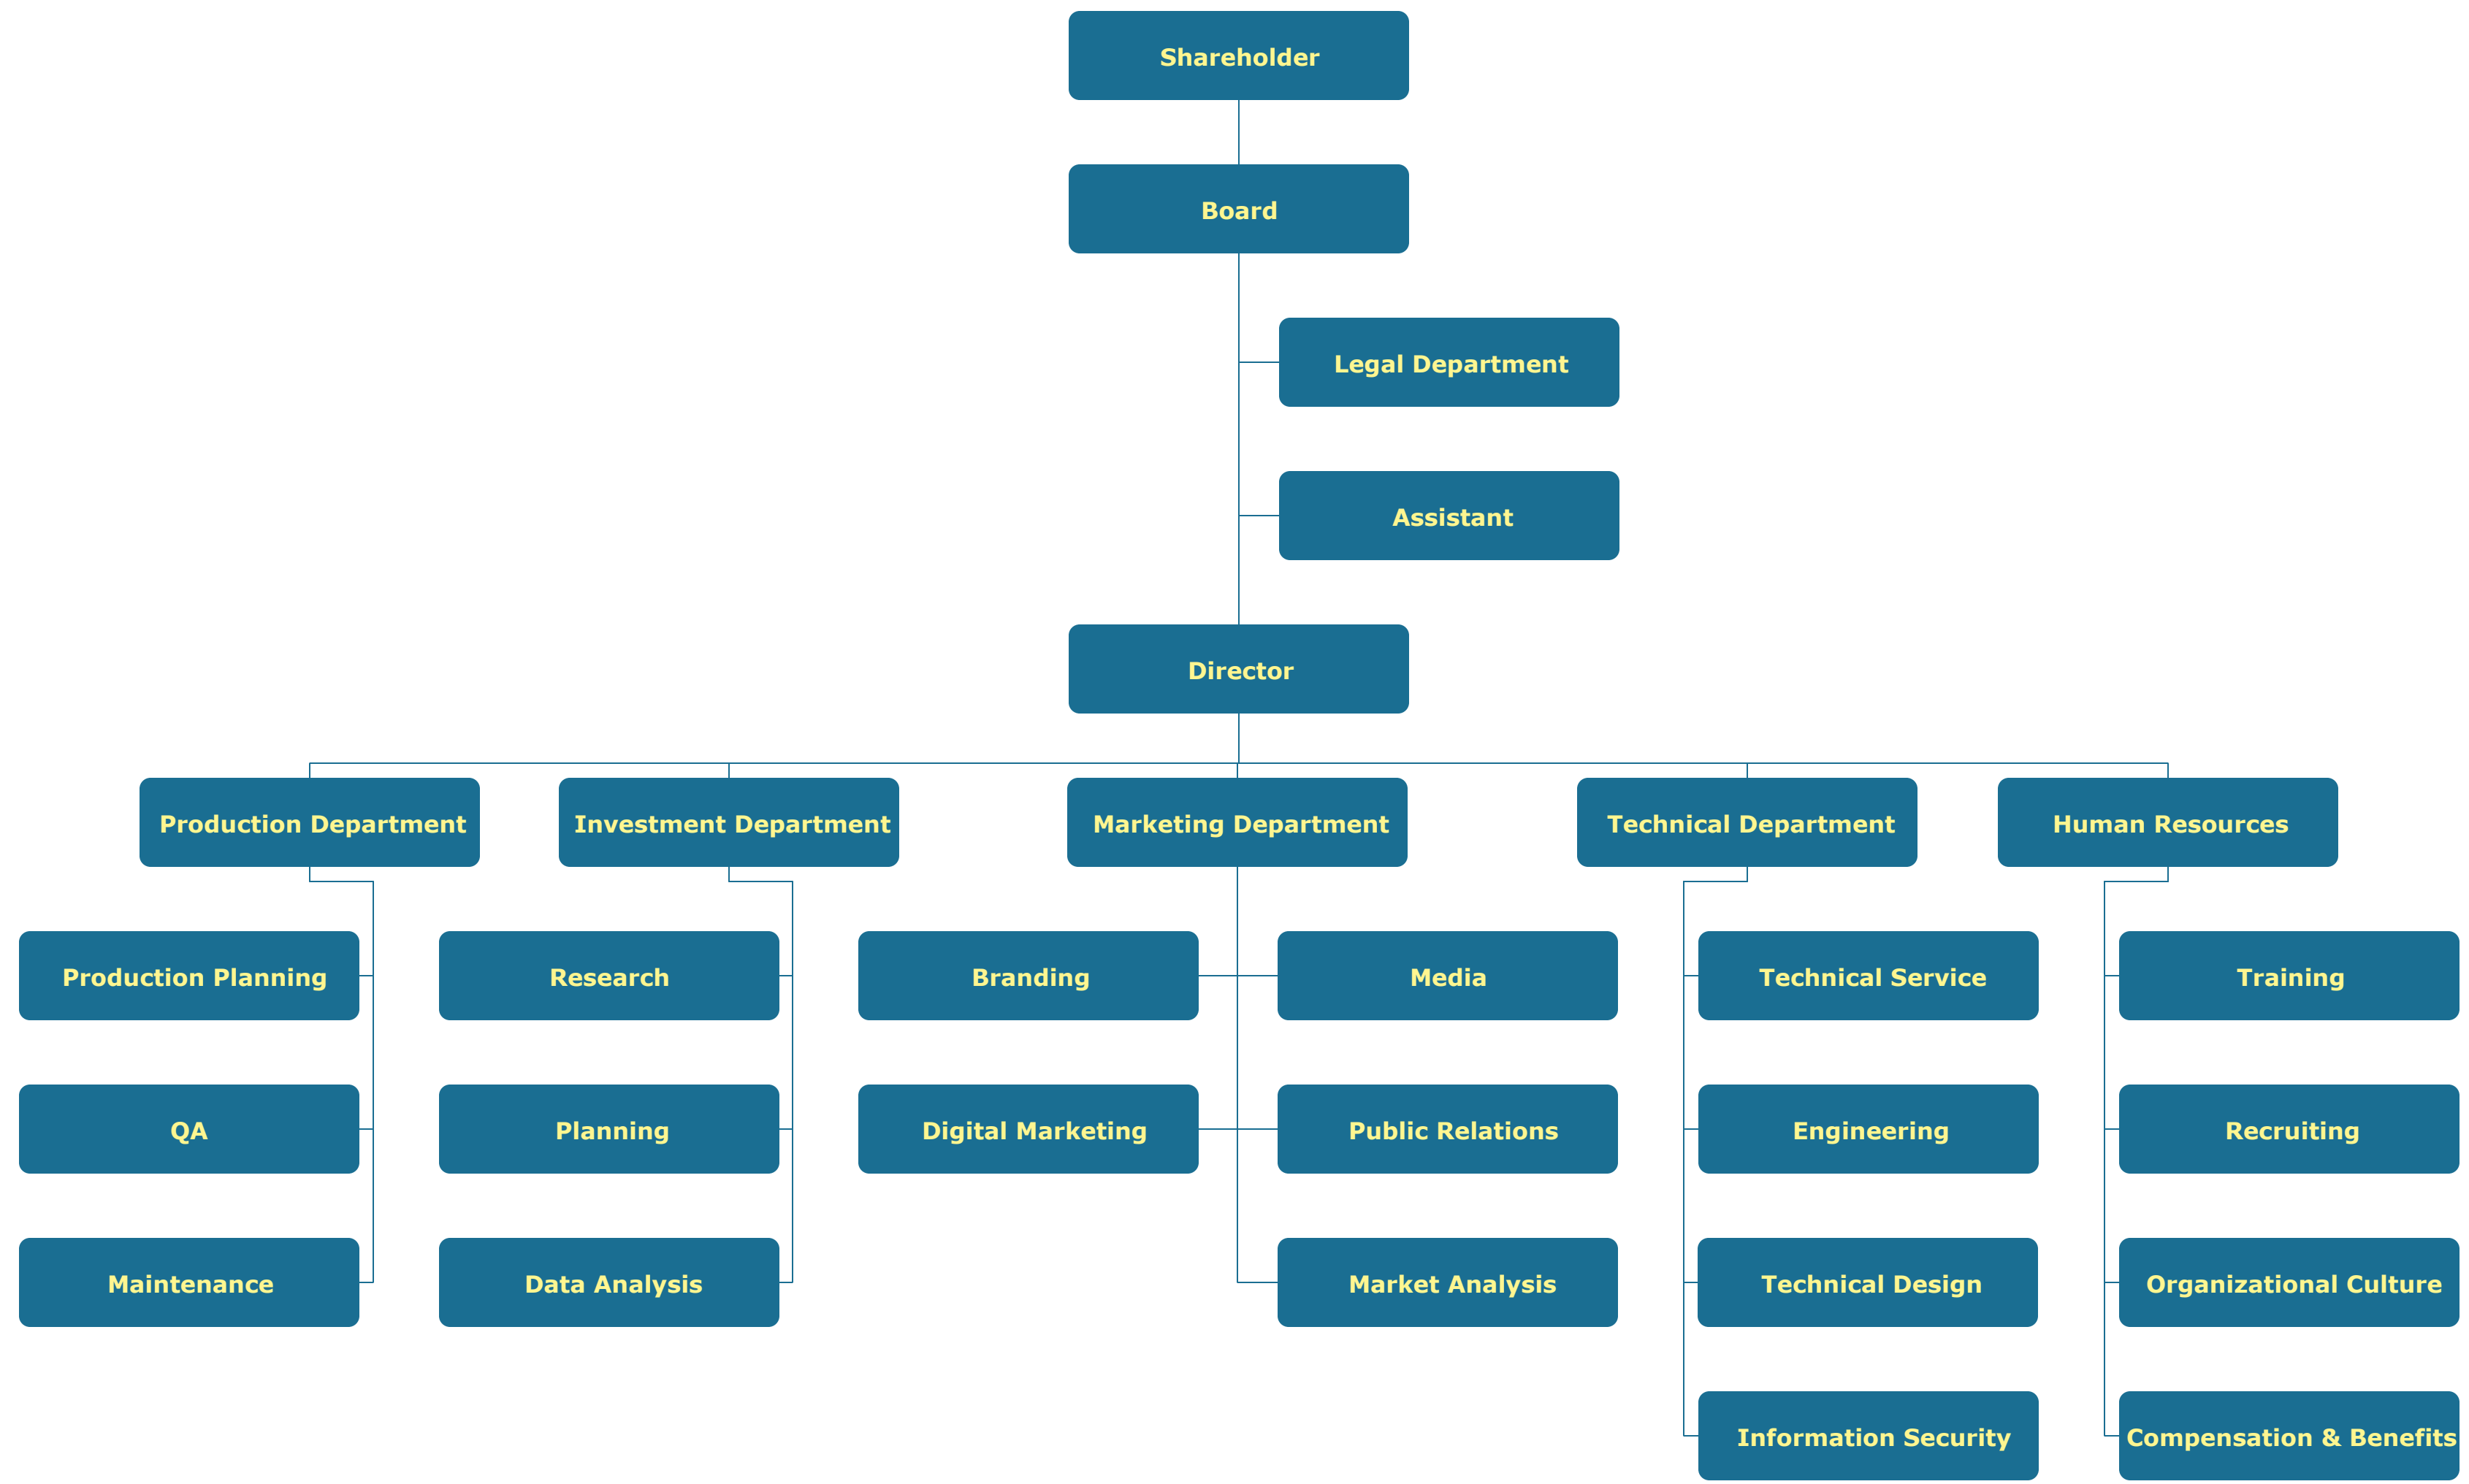 Shareholder
Board
Legal Department
Assistant
Director
Production Department
Investment Department
Marketing Department
Technical Department
Human Resources
Production Planning
Research
Branding
Media
Technical Service
Training
QA
Planning
Digital Marketing
Public Relations
Engineering
Recruiting
Maintenance
Data Analysis
Market Analysis
Technical Design
Organizational Culture
Information Security
Compensation & Benefits